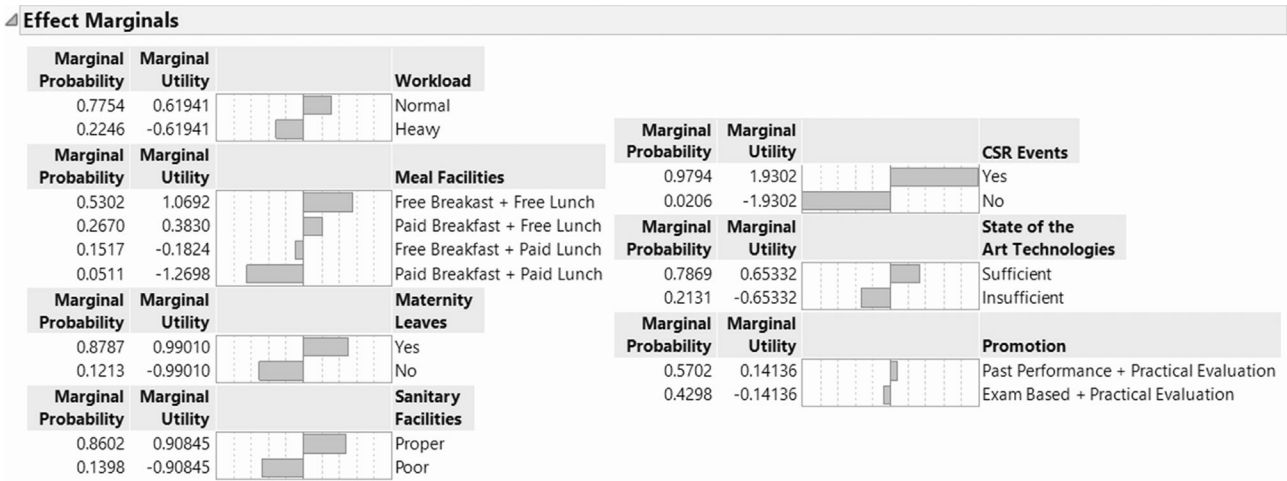 Effect Marginals
Marginal Marginal
Probability Utility Workload
0.7754 0.61941 Normal
0.2246 -0.61941 Heavy
Marginal Marginal
Probability Utility Meal Facilities
0.5302 1.0692 Free Breakast + Free Lunch
0.2670 0.3830 Paid Breakfast + Free Lunch
0.1517 -0.1824 Free Breakfast + Paid Lunch
0.0511 -1.2698 Paid Breakfast + Paid Lunch
Marginal Marginal Maternity
Probability Utility Leaves
0.8787 0.99010 Yes
0.1213 -0.99010 No
Marginal Marginal Sanitary
Probability Utility Facilities
0.8602 0.90845 Proper
0.1398 -0.90845 Poor
Marginal Marginal
Probability Utility CSR Events
0.9794 1.9302 Yes
0.0206 -1.9302 No
Marginal Marginal State of the
Probability Utility Art Technologies
0.7869 0.65332 Sufficient
0.2131 -0.65332 Insufficient
Marginal Marginal
Probability Utility Promotion
0.5702 0.14136 Past Performance + Practical Evaluation
0.4298 -0.14136 Exam Based + Practical Evaluation